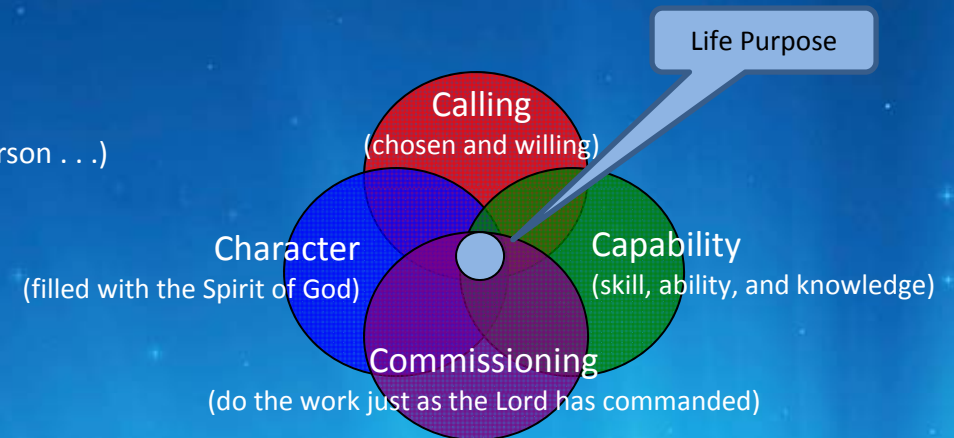 Life Purpose
Calling
(chosen and willing)
rson . . .)
Character
(filled with the Spirit of God)
Capability
(skill, ability, and knowledge)
Commissioning
(do the work just as the Lord has commanded)